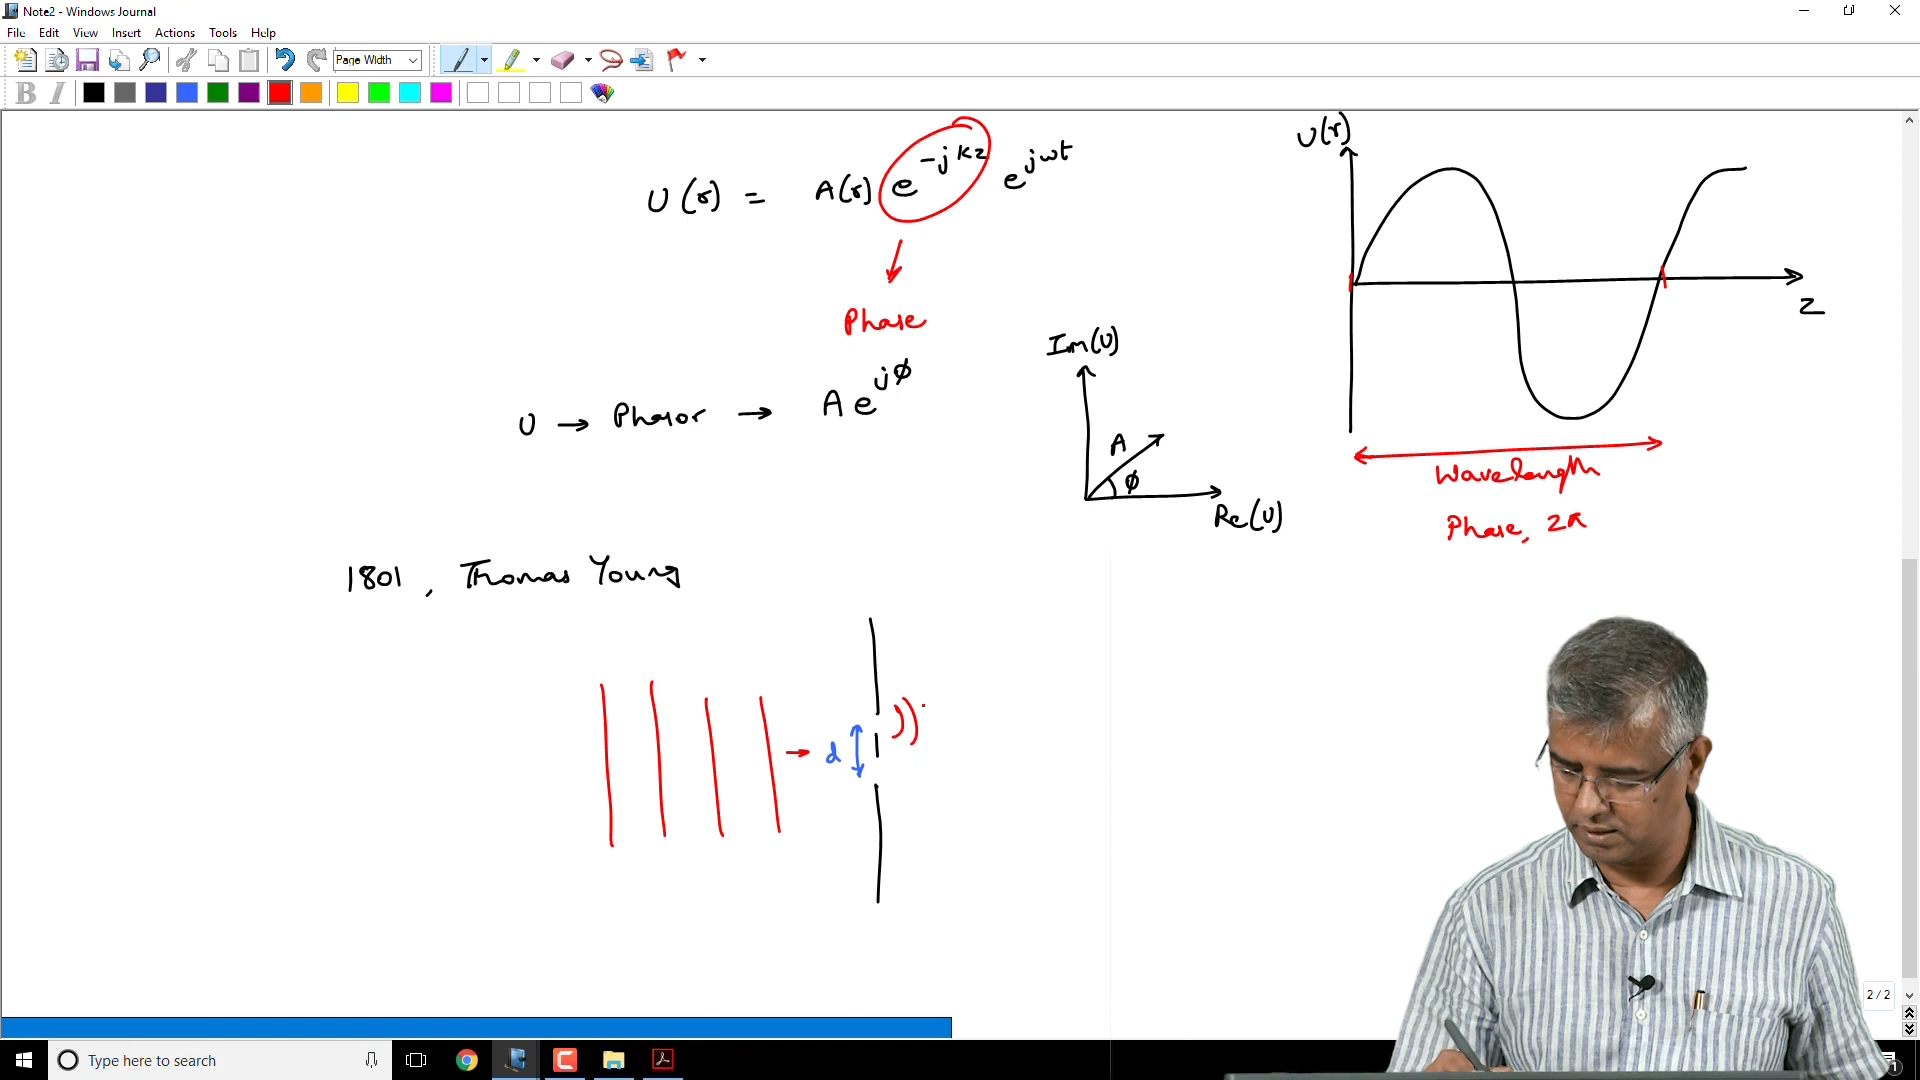 Note2 - Windows Journal
File Edit View Insert Actions Tools Help
Page Width
B I
U(r) = A(r) e^-jkz e^jωt
Phase
U → Phasor → A e^jφ
Im(U)
A
φ
Re(U)
U(r)
z
Wavelength
Phase, 2π
1801, Thomas Young
d
2 / 2
Type here to search
1